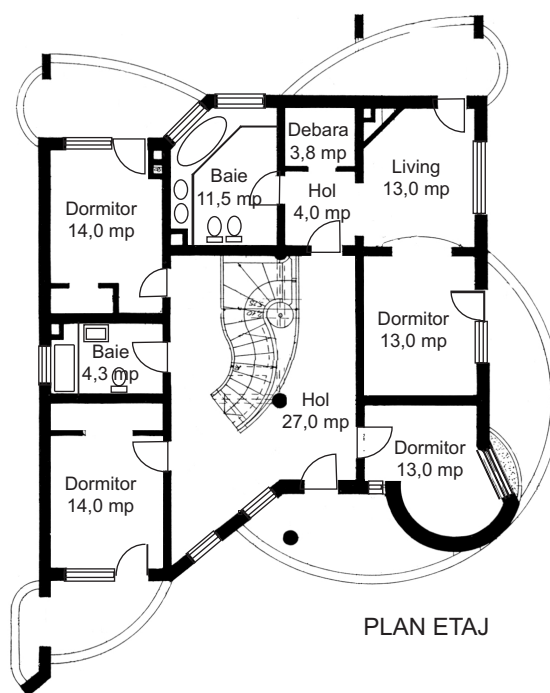 Debara
3,8 mp
Living
13,0 mp
Baie
11,5 mp
Hol
4,0 mp
Dormitor
14,0 mp
Dormitor
13,0 mp
Baie
4,3 mp
Hol
27,0 mp
Dormitor
13,0 mp
Dormitor
14,0 mp
PLAN ETAJ